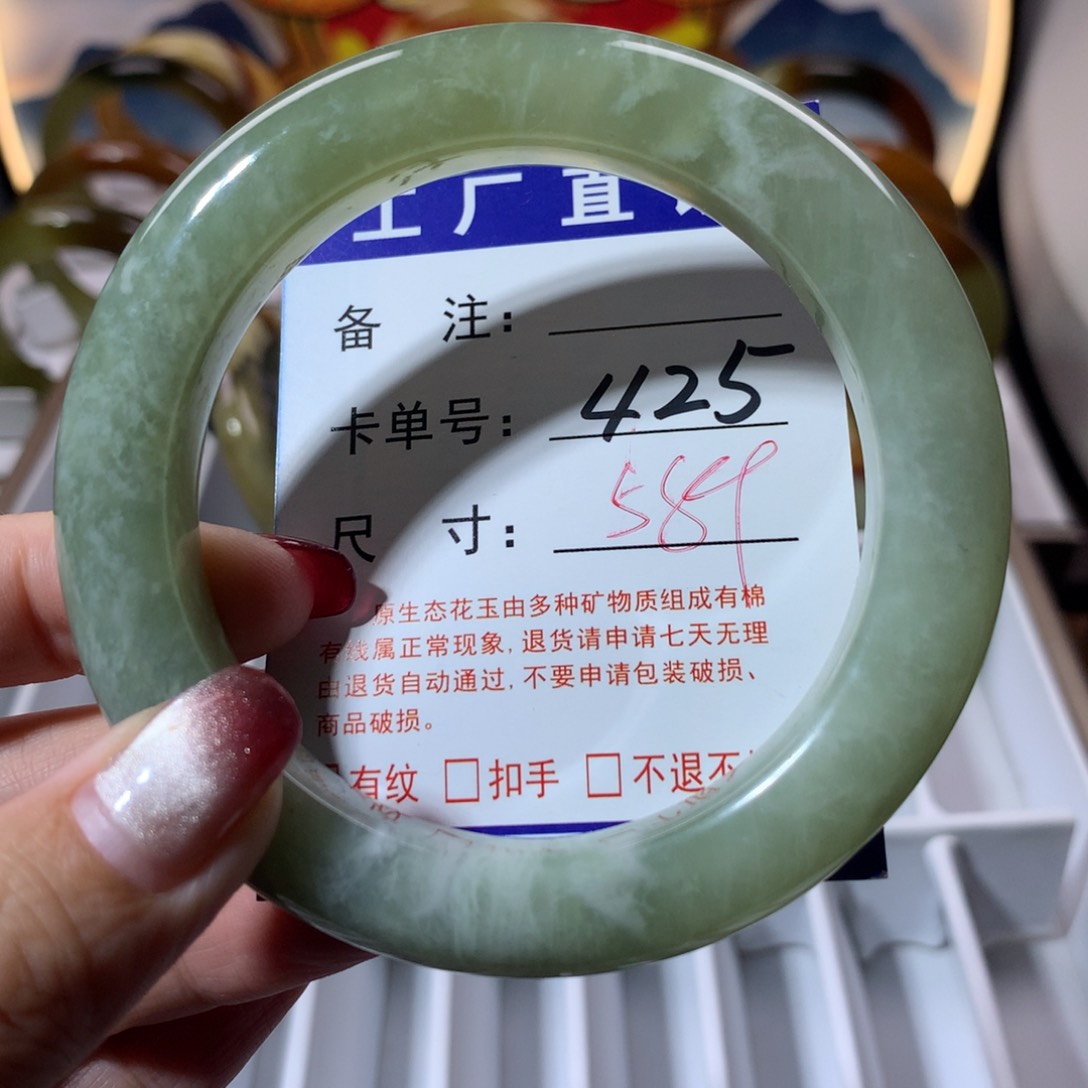 工厂直
备 注:
卡单号: 425
尺 寸: 589
原生态花玉由多种矿物质组成有棉
有线属正常现象,退货请申请七天无理
由退货自动通过,不要申请包装破损、
商品破损。
有纹 □扣手 □不退不